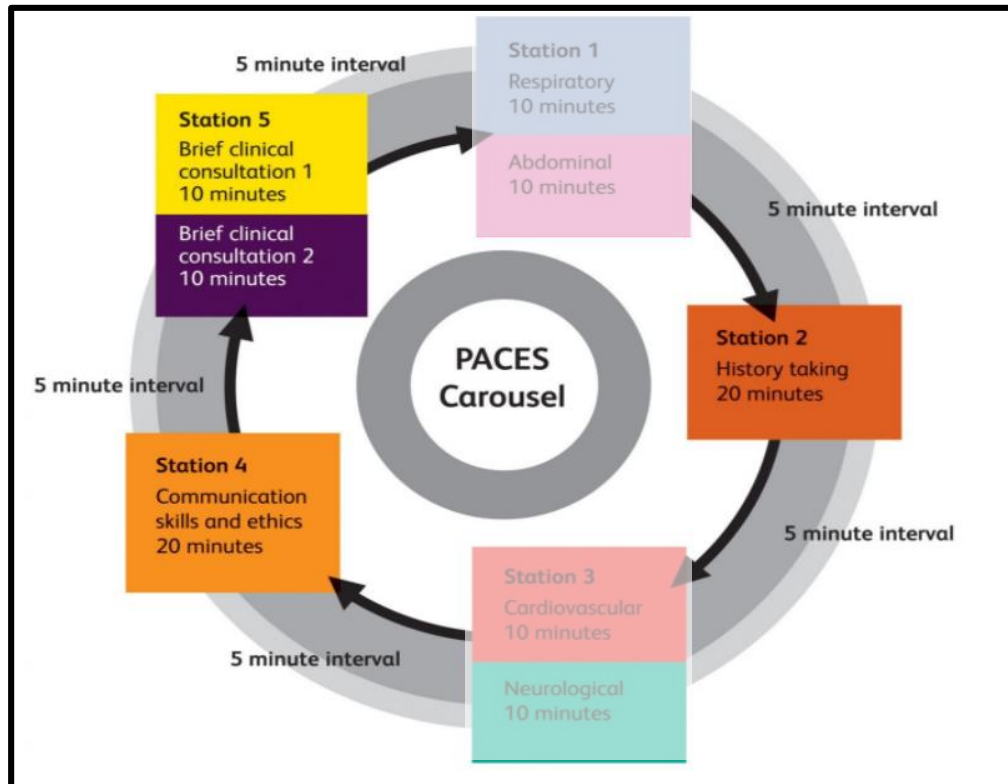 5 minute interval
Station 1
Respiratory
10 minutes
Abdominal
10 minutes
5 minute interval
Station 2
History taking
20 minutes
5 minute interval
Station 3
Cardiovascular
10 minutes
Neurological
10 minutes
5 minute interval
Station 4
Communication
skills and ethics
20 minutes
5 minute interval
Station 5
Brief clinical
consultation 1
10 minutes
Brief clinical
consultation 2
10 minutes
PACES
Carousel